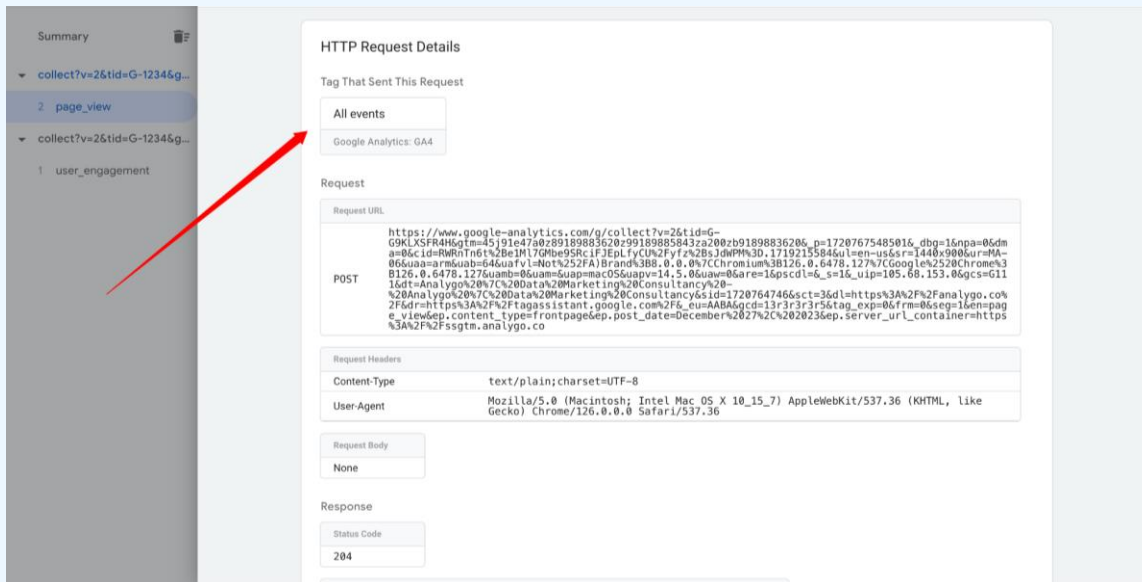 Summary
collect?v=2&tid=G-1234&g...
2 page_view
collect?v=2&tid=G-1234&g...
1 user_engagement
HTTP Request Details
Tag That Sent This Request
All events
Google Analytics: GA4
Request
Request URL
POST
https://www.google-analytics.com/g/collect?v=2&tid=G-
G9KLXSFR4H&gtm=45j91e47a0z89189883620z99189885843za200zb9189883620&_p=1720767548501&_dbg=1&npa=0&dm
a=0&cid=RWRnTn6t%2Be1Ml7GMbe9SRciFJEpLfyCU%2Fyfz%2BsJdWPM%3D.1719215584&ul=en-us&sr=1440x900&ur=MA-
06&uaa=arm&uab=64&uafvl=Not%252FA)Brand%3B8.0.0.0%7CChromium%3B126.0.6478.127%7CGoogle%2520Chrome%3
B126.0.6478.127&uamb=0&uam=&uap=macOS&uapv=14.5.0&uaw=0&are=1&pscdl=&_s=1&_uip=105.68.153.0&gcs=G11
1&dt=Analygo%20%7C%20Data%20Marketing%20Consultancy%20-
%20Analygo%20%7C%20Data%20Marketing%20Consultancy&sid=1720764746&sct=3&dl=https%3A%2F%2Fanalygo.co%
2F&dr=https%3A%2F%2Ftagassistant.google.com%2F&_eu=AABA&gcd=13r3r3r3r5&tag_exp=0&frm=0&seg=1&en=pag
e_view&ep.content_type=frontpage&ep.post_date=December%2027%2C%202023&ep.server_url_container=https
%3A%2F%2Fssgtm.analygo.co
Request Headers
Content-Type text/plain;charset=UTF-8
User-Agent Mozilla/5.0 (Macintosh; Intel Mac OS X 10_15_7) AppleWebKit/537.36 (KHTML, like
Gecko) Chrome/126.0.0.0 Safari/537.36
Request Body
None
Response
Status Code
204